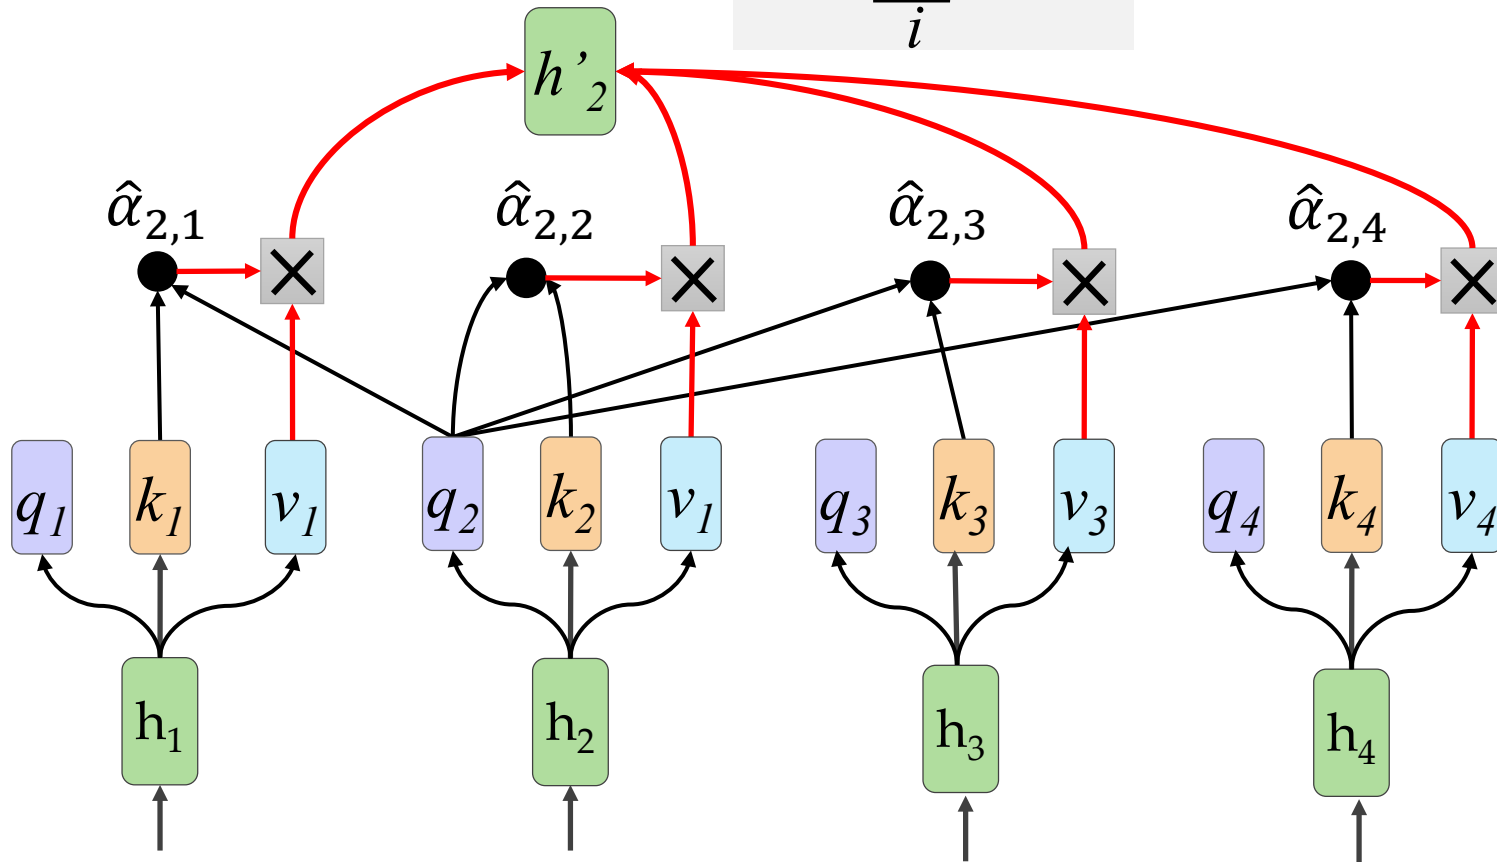 i
h’2
α̂2,1 α̂2,2 α̂2,3 α̂2,4
q1 k1 v1 q2 k2 v1 q3 k3 v3 q4 k4 v4
h1 h2 h3 h4